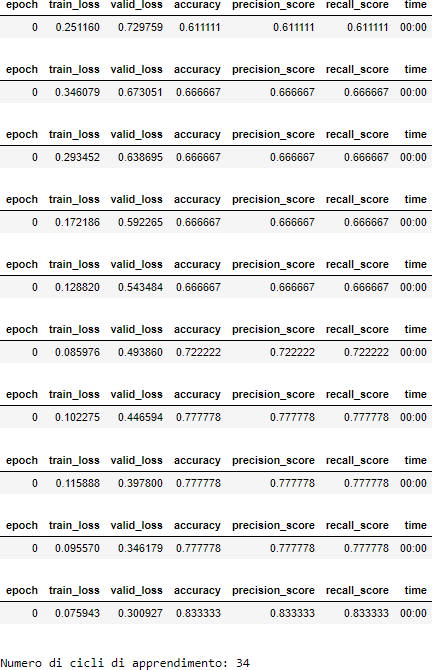 epoch train_loss valid_loss accuracy precision_score recall_score time
0 0.251160 0.729759 0.611111 0.611111 0.611111 00:00
epoch train_loss valid_loss accuracy precision_score recall_score time
0 0.346079 0.673051 0.666667 0.666667 0.666667 00:00
epoch train_loss valid_loss accuracy precision_score recall_score time
0 0.293452 0.638695 0.666667 0.666667 0.666667 00:00
epoch train_loss valid_loss accuracy precision_score recall_score time
0 0.172186 0.592265 0.666667 0.666667 0.666667 00:00
epoch train_loss valid_loss accuracy precision_score recall_score time
0 0.128820 0.543484 0.666667 0.666667 0.666667 00:00
epoch train_loss valid_loss accuracy precision_score recall_score time
0 0.085976 0.493860 0.722222 0.722222 0.722222 00:00
epoch train_loss valid_loss accuracy precision_score recall_score time
0 0.102275 0.446594 0.777778 0.777778 0.777778 00:00
epoch train_loss valid_loss accuracy precision_score recall_score time
0 0.115888 0.397800 0.777778 0.777778 0.777778 00:00
epoch train_loss valid_loss accuracy precision_score recall_score time
0 0.095570 0.346179 0.777778 0.777778 0.777778 00:00
epoch train_loss valid_loss accuracy precision_score recall_score time
0 0.075943 0.300927 0.833333 0.833333 0.833333 00:00
Numero di cicli di apprendimento: 34